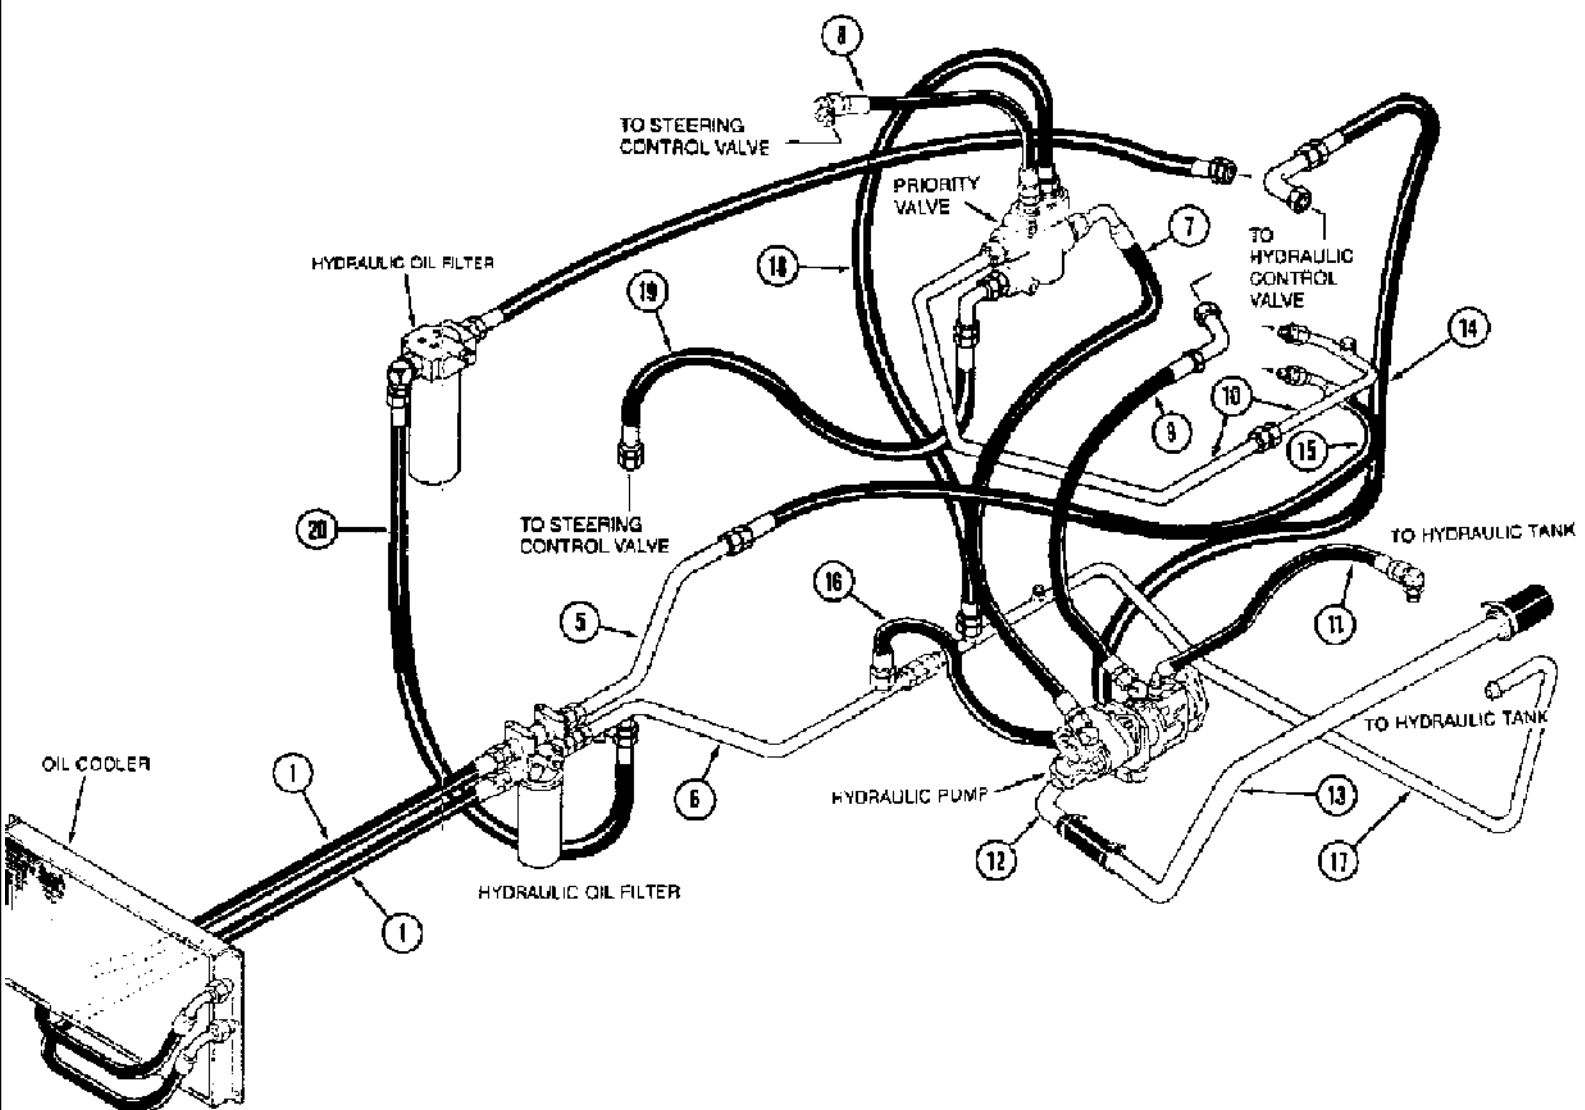 8
TO STEERING
CONTROL VALVE
PRIORITY
VALVE
7
TO
HYDRAULIC
CONTROL
VALVE
HYDRAULIC OIL FILTER
18
19
14
10
9
15
20
TO STEERING
CONTROL VALVE
TO HYDRAULIC TANK
16
5
11
TO HYDRAULIC TANK
OIL COOLER
1
6
HYDRAULIC PUMP
13
12
17
HYDRAULIC OIL FILTER
1